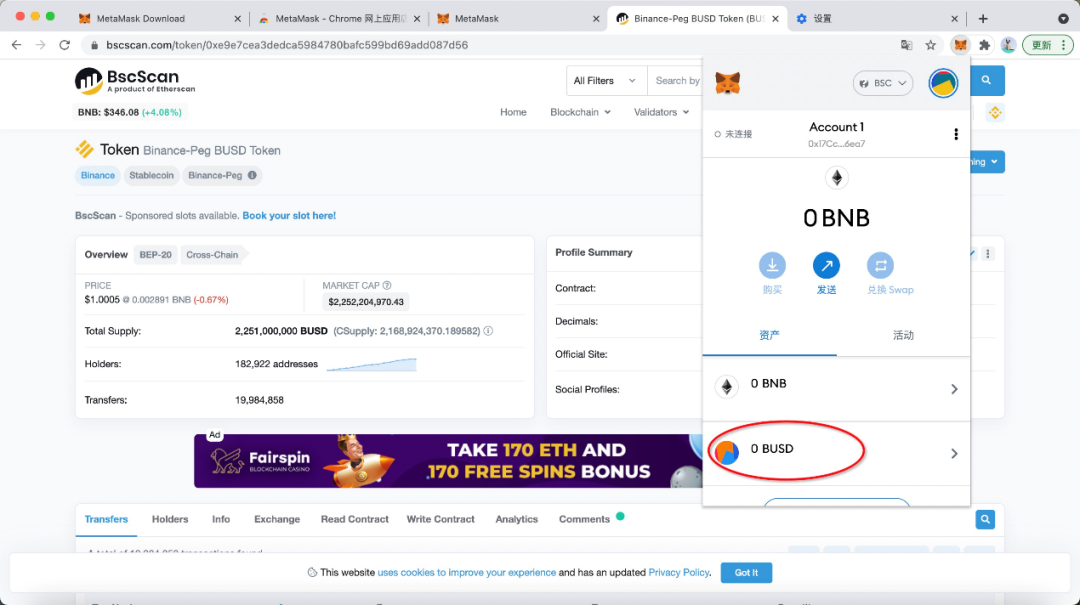 MetaMask Download
MetaMask - Chrome 网上应用店
MetaMask
Binance-Peg BUSD Token (BUS
设置
bscscan.com/token/0xe9e7cea3dedca5984780bafc599bd69add087d56
更新
BscScan
A product of Etherscan
All Filters
Search by
BNB: $346.08 (+4.08%)
Home
Blockchain
Validators
Token Binance-Peg BUSD Token
Binance
Stablecoin
Binance-Peg
BscScan - Sponsored slots available. Book your slot here!
Overview
BEP-20
Cross-Chain
PRICE
$1.0005 @ 0.002891 BNB (-0.67%)
MARKET CAP
$2,252,204,970.43
Total Supply:
2,251,000,000 BUSD (CSupply: 2,168,924,370.189582)
Holders:
182,922 addresses
Transfers:
19,984,858
Profile Summary
Contract:
Decimals:
Official Site:
Social Profiles:
BSC
未连接
Account 1
0x17Cc...6ea7
0 BNB
购买
发送
兑换 Swap
资产
活动
0 BNB
0 BUSD
Ad
Fairspin
BLOCKCHAIN CASINO
TAKE 170 ETH AND
170 FREE SPINS BONUS
Transfers
Holders
Info
Exchange
Read Contract
Write Contract
Analytics
Comments
This website uses cookies to improve your experience and has an updated Privacy Policy.
Got It